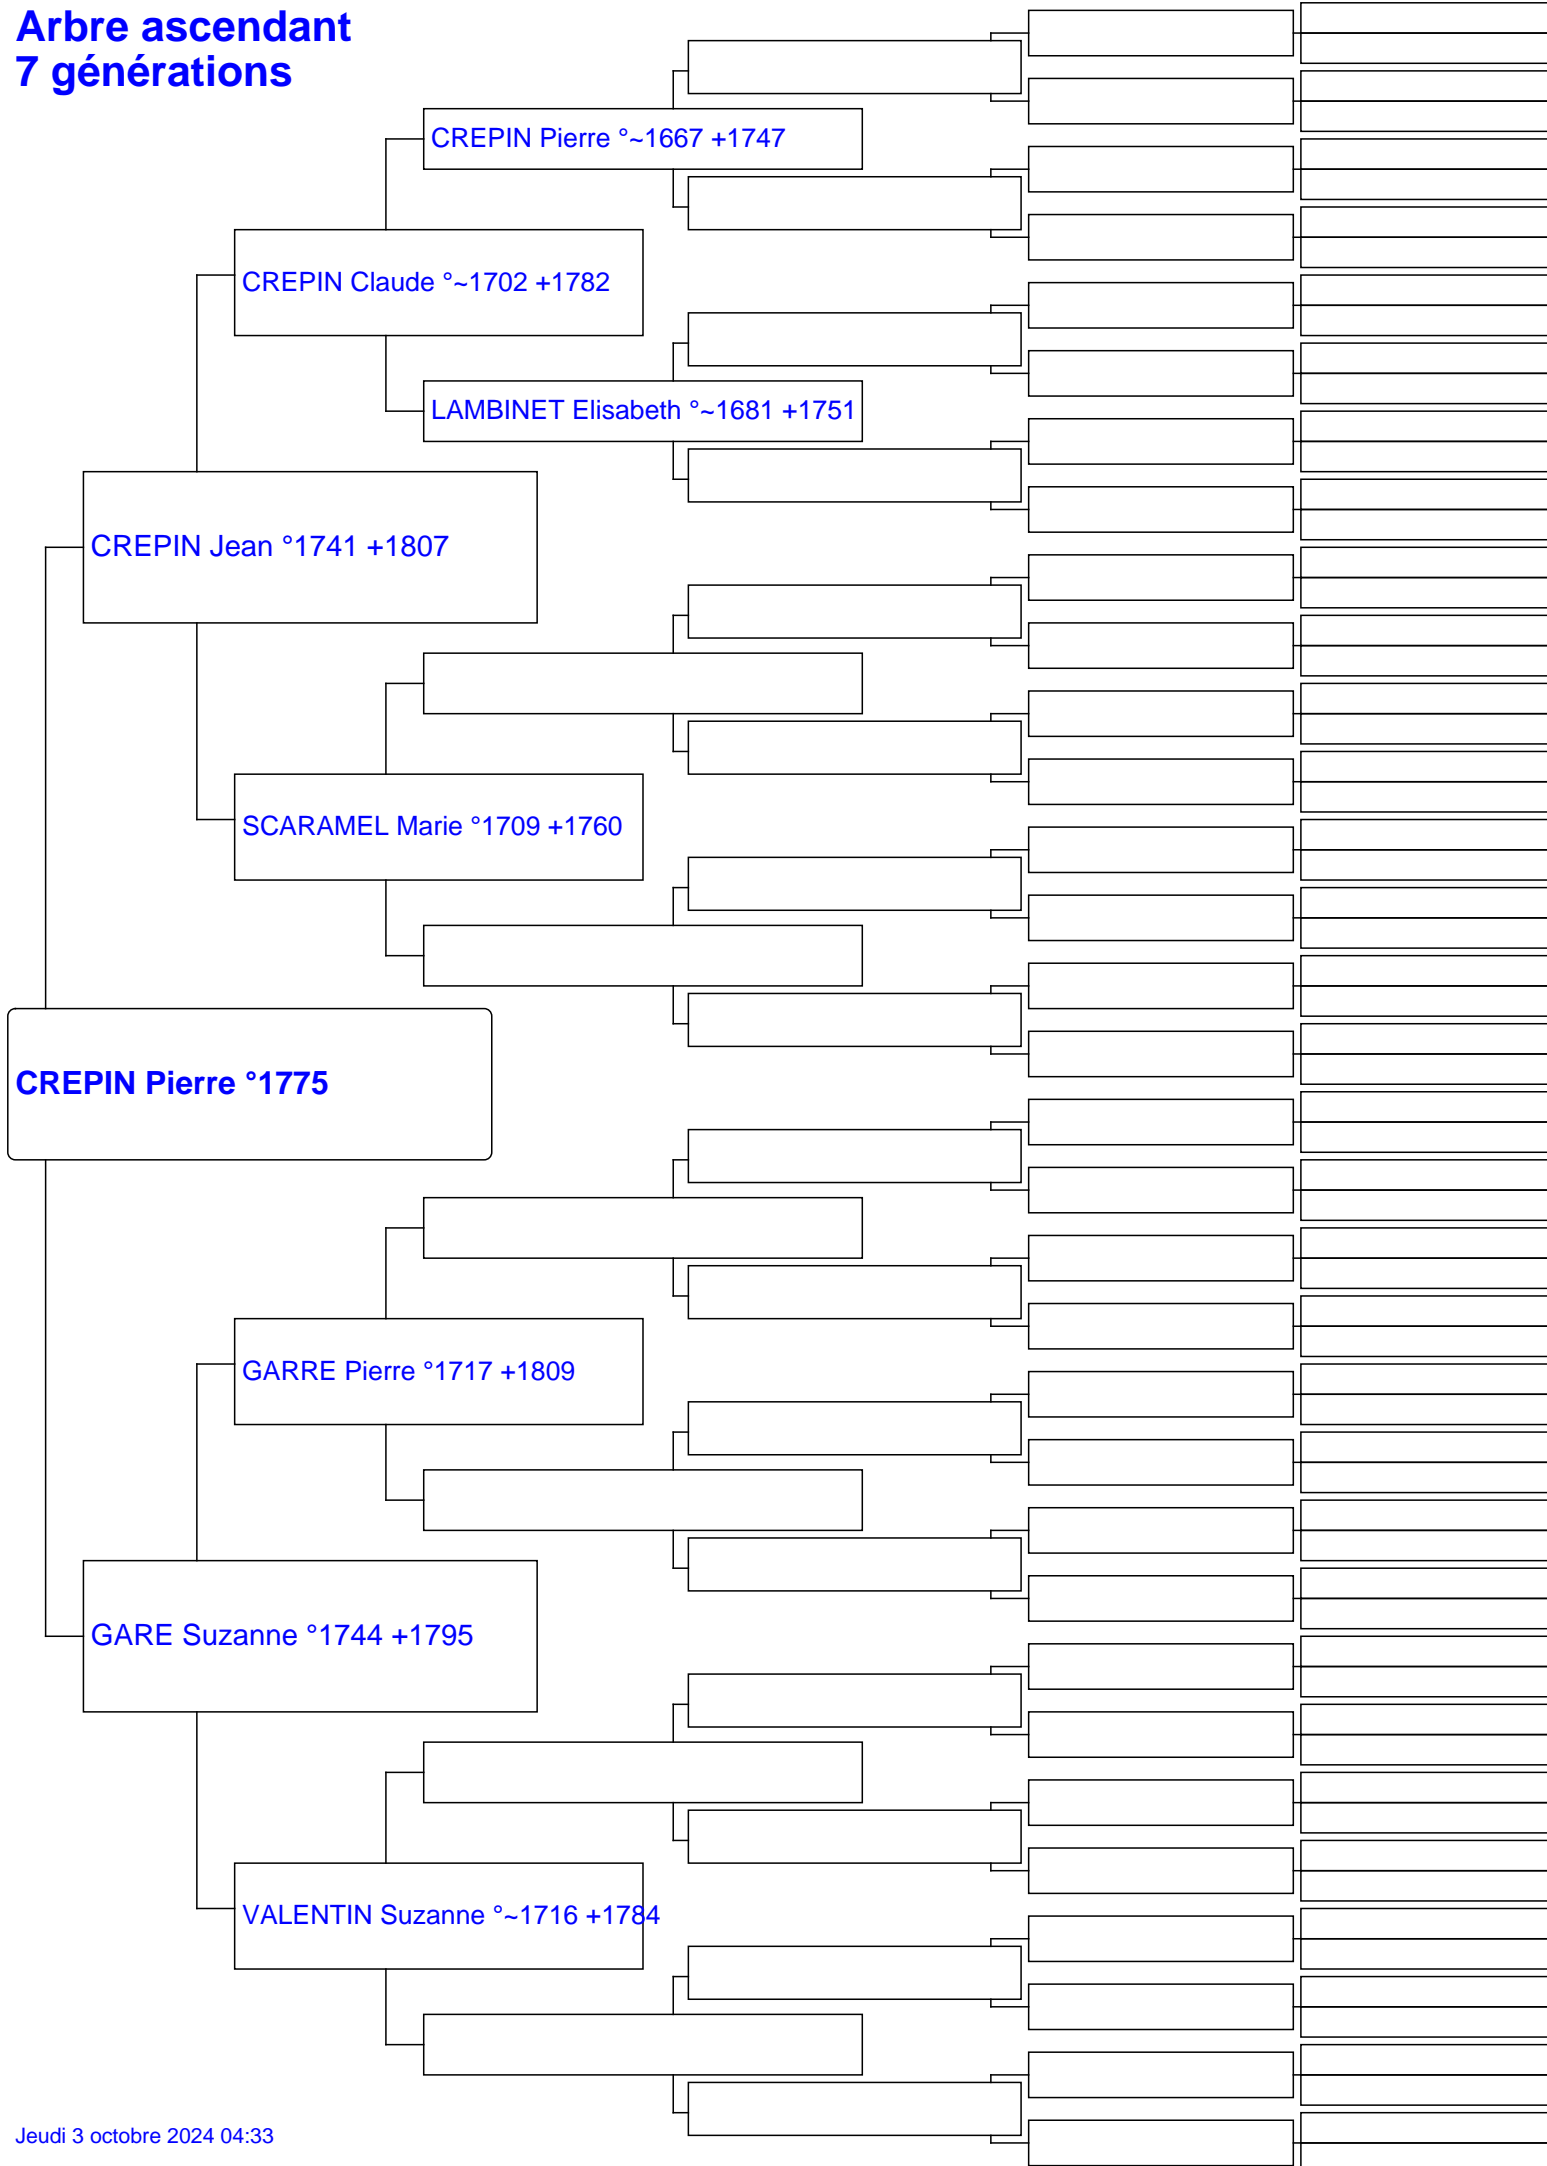 Arbre ascendant
7 générations
CREPIN Pierre °~1667 +1747
CREPIN Claude °~1702 +1782
LAMBINET Elisabeth °~1681 +1751
CREPIN Jean °1741 +1807
SCARAMEL Marie °1709 +1760
CREPIN Pierre °1775
GARRE Pierre °1717 +1809
GARE Suzanne °1744 +1795
VALENTIN Suzanne °~1716 +1784
Jeudi 3 octobre 2024 04:33